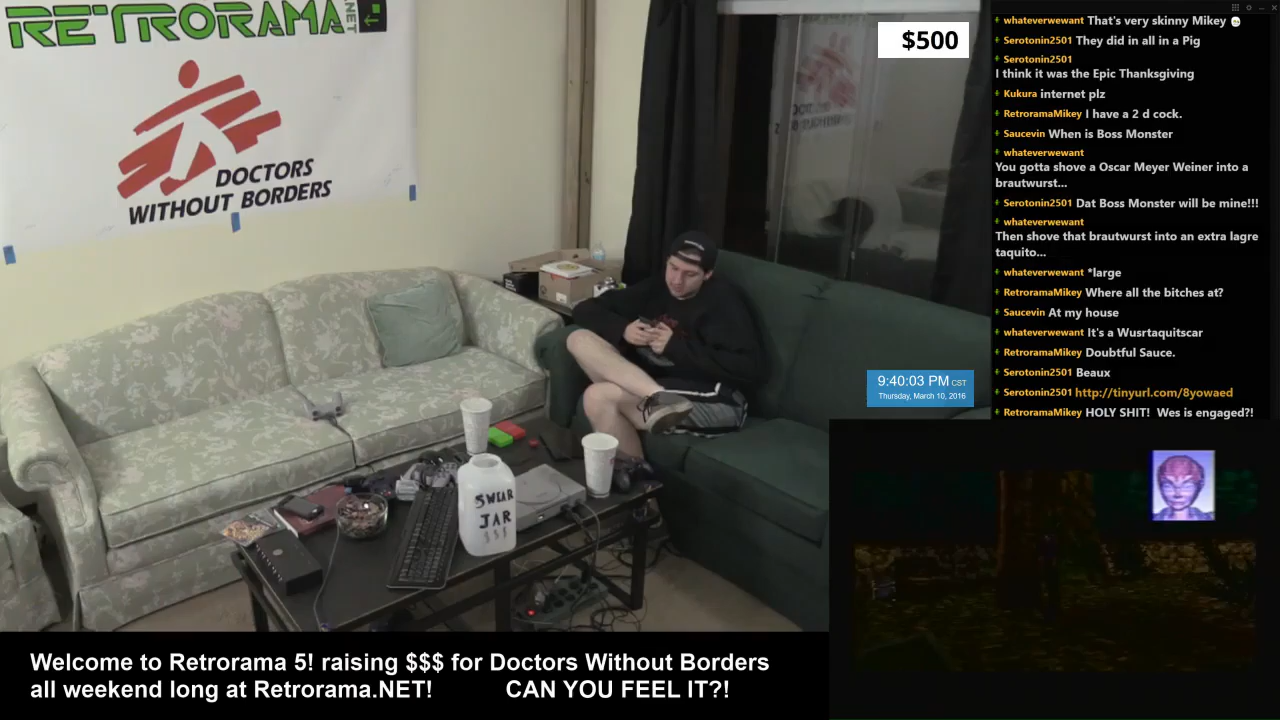 RETRORAMA
.NET
DOCTORS
WITHOUT BORDERS
$500
SWEAR
JAR
$$$
9:40:03 PM CST
Thursday, March 10, 2016
whateverwewant That's very skinny Mikey
Serotonin2501 They did in all in a Pig
Serotonin2501
I think it was the Epic Thanksgiving
Kukura internet plz
RetroramaMikey I have a 2 d cock.
Saucevin When is Boss Monster
whateverwewant
You gotta shove a Oscar Meyer Weiner into a
brautwurst...
Serotonin2501 Dat Boss Monster will be mine!!!
whateverwewant
Then shove that brautwurst into an extra lagre
taquito...
whateverwewant *large
RetroramaMikey Where all the bitches at?
Saucevin At my house
whateverwewant It's a Wusrtaquitscar
RetroramaMikey Doubtful Sauce.
Serotonin2501 Beaux
Serotonin2501 http://tinyurl.com/8yowaed
RetroramaMikey HOLY SHIT! Wes is engaged?!
Welcome to Retrorama 5! raising $$$ for Doctors Without Borders
all weekend long at Retrorama.NET! CAN YOU FEEL IT?!